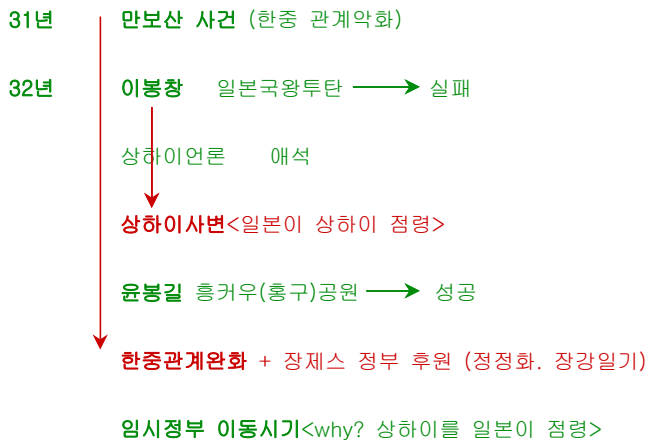 31년 만보산 사건 (한중 관계악화)
32년 이봉창 일본국왕투탄 실패
상하이언론 애석
상하이사변<일본이 상하이 점령>
윤봉길 흥커우(홍구)공원 성공
한중관계완화 + 장제스 정부 후원 (정정화. 장강일기)
임시정부 이동시기<why? 상하이를 일본이 점령>